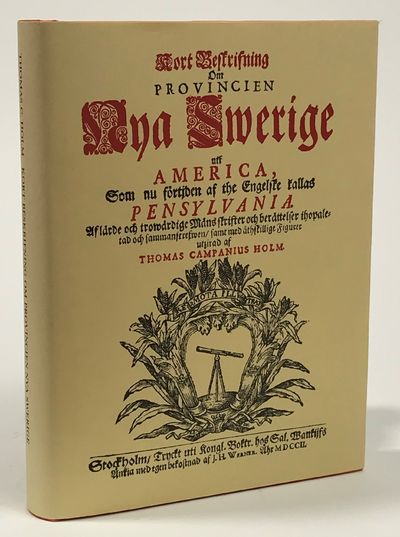 Kort Beskrifning
Om
PROVINCIEN
Nya Swerige
uti
AMERICA,
Som nu förtjden af the Engelske kallas
PENSYLVANIA.
Af lärde och trowärdige Mäns skrifter och berättelser ihopale-
tad och sammanskrefwen/ samt med åthskillige Figurer
utzirad af
THOMAS CAMPANIUS HOLM.
Stockholm/ Tryckt uti Kongl. Boktr. hos Sal. Wankijfs
Änkia med egen bekostnad af J. H. WERNER. Åhr MDCCII.